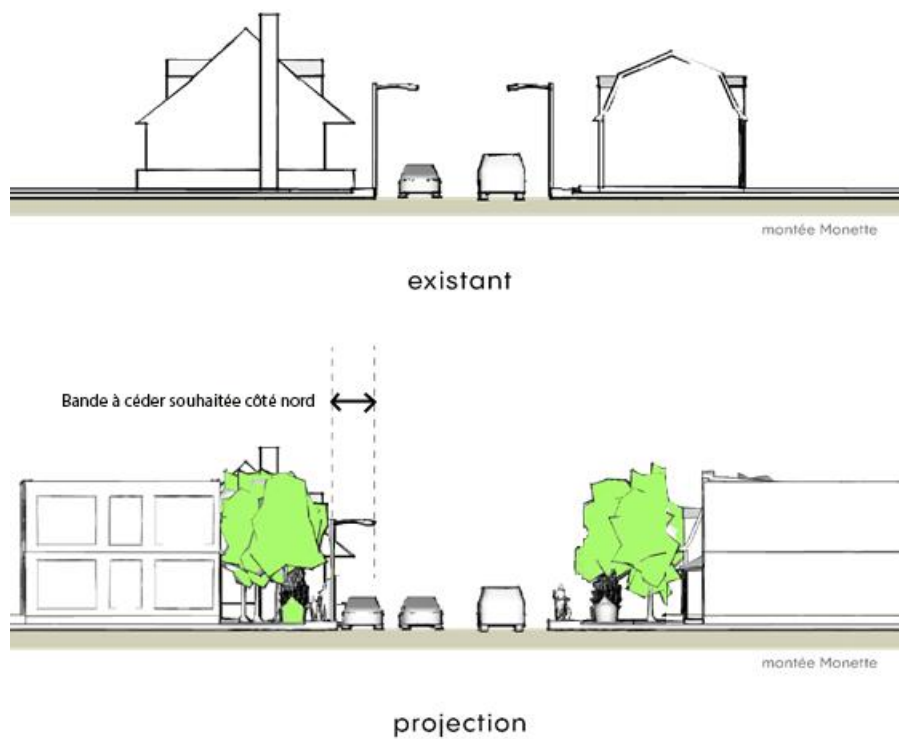 montée Monette
existant
Bande à céder souhaitée côté nord
montée Monette
projection